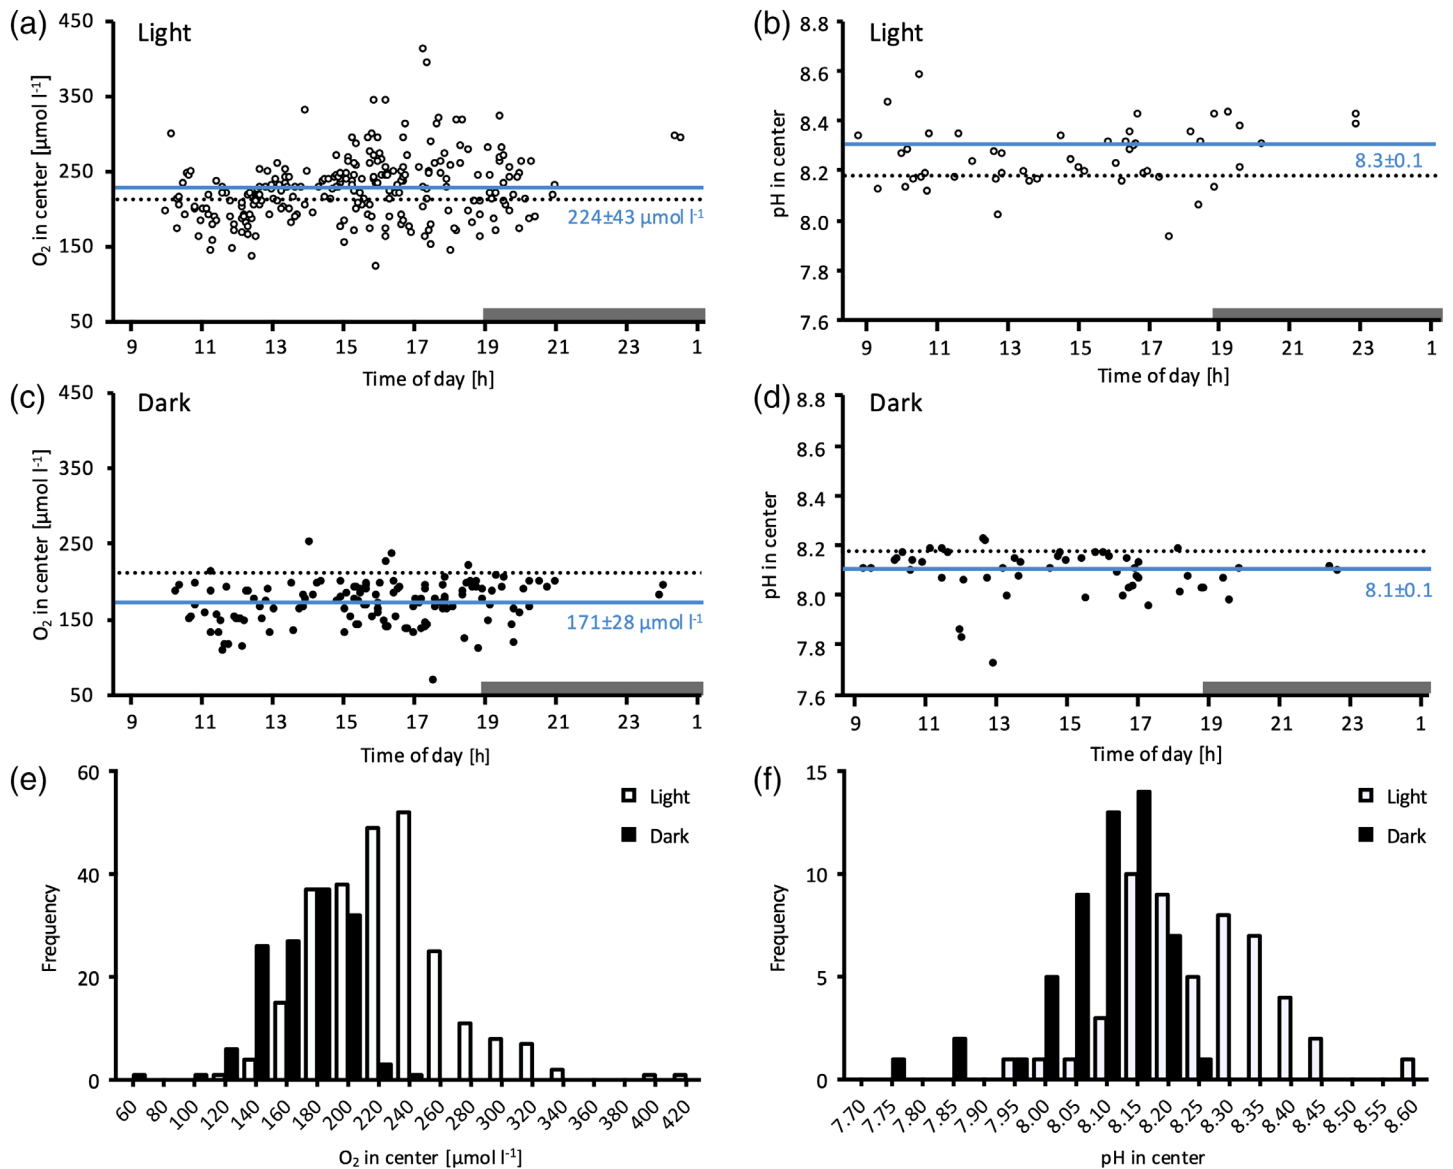 (a) Light
O₂ in center [µmol l⁻¹]
450
350
250
150
50
224±43 µmol l⁻¹
9 11 13 15 17 19 21 23 1
Time of day [h]
(b) Light
pH in center
8.8
8.6
8.4
8.2
8.0
7.8
7.6
8.3±0.1
9 11 13 15 17 19 21 23 1
Time of day [h]
(c) Dark
O₂ in center [µmol l⁻¹]
450
350
250
150
50
171±28 µmol l⁻¹
9 11 13 15 17 19 21 23 1
Time of day [h]
(d) Dark
pH in center
8.8
8.6
8.4
8.2
8.0
7.8
7.6
8.1±0.1
9 11 13 15 17 19 21 23 1
Time of day [h]
(e)
Frequency
60
40
20
0
Light
Dark
60 80 100 120 140 160 180 200 220 240 260 280 300 320 340 360 380 400 420
O₂ in center [µmol l⁻¹]
(f)
Frequency
15
10
5
0
Light
Dark
7.70 7.75 7.80 7.85 7.90 7.95 8.00 8.05 8.10 8.15 8.20 8.25 8.30 8.35 8.40 8.45 8.50 8.55 8.60
pH in center